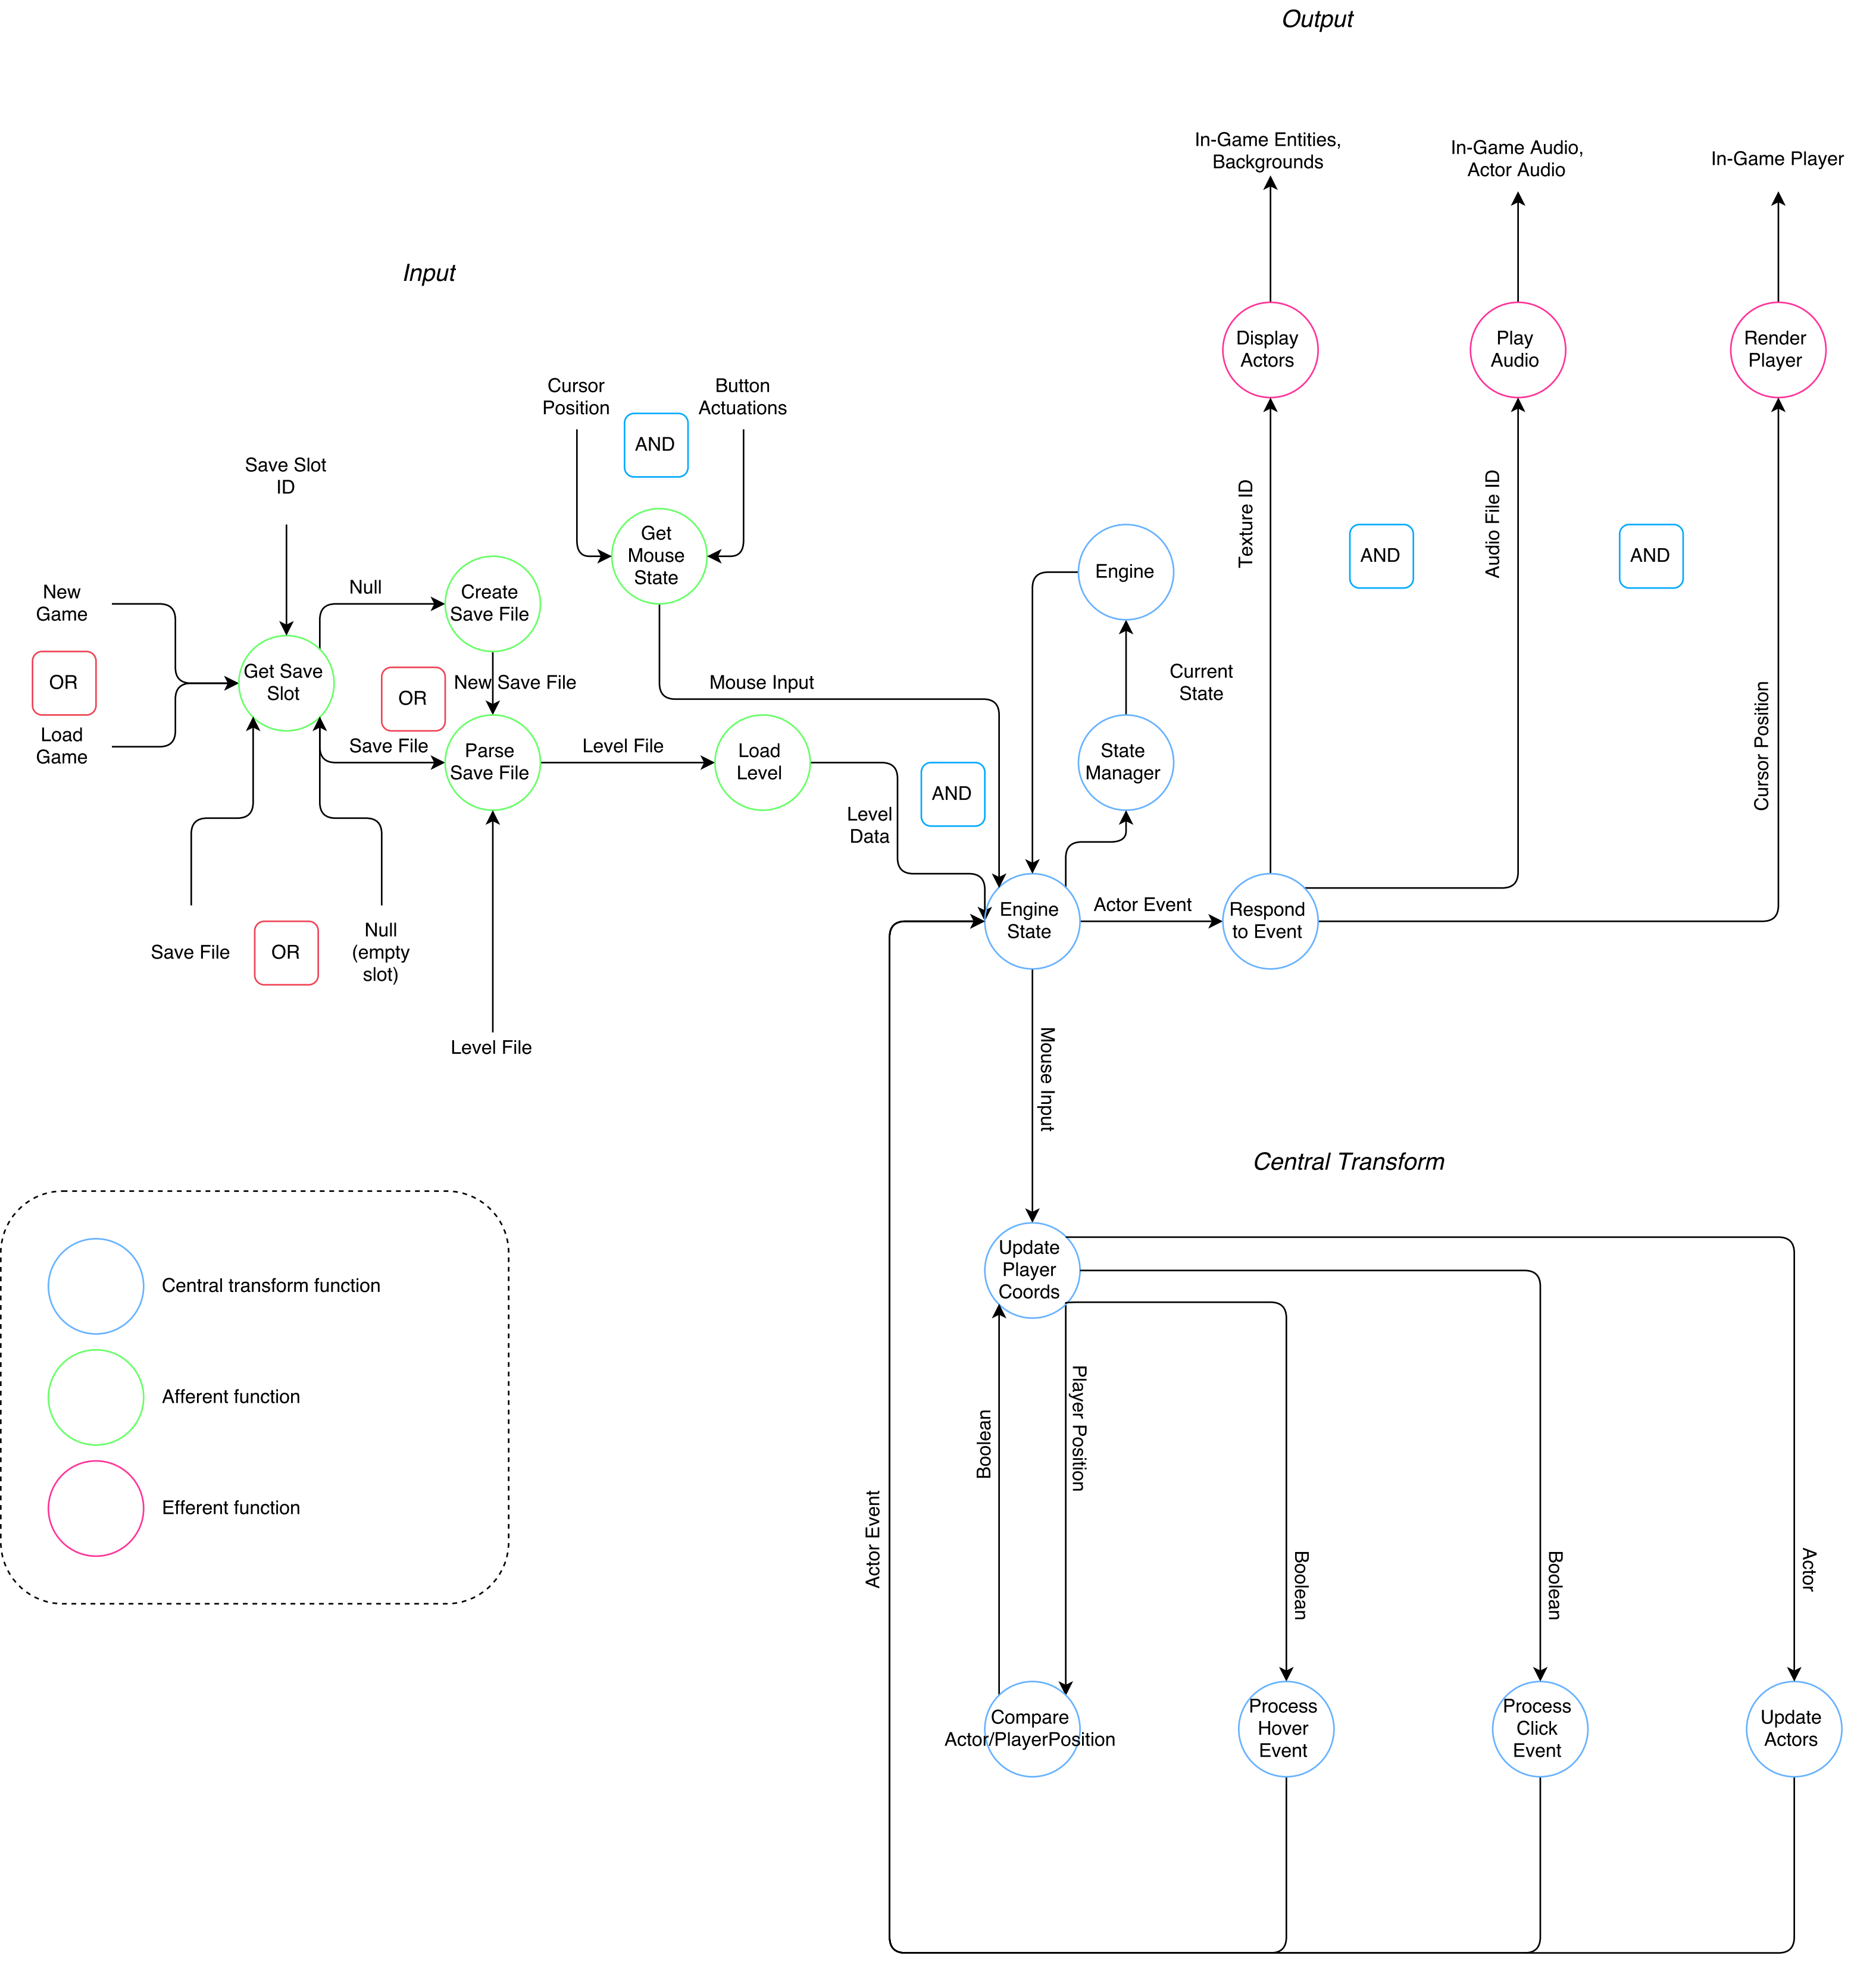 Output
In-Game Entities,
Backgrounds
In-Game Audio,
Actor Audio
In-Game Player
Input
Display
Actors
Play
Audio
Render
Player
Cursor
Position
AND
Button
Actuations
Save Slot
ID
Get
Mouse
State
Texture ID
Audio File ID
AND
AND
Engine
New
Game
Null
Create
Save File
OR
Get Save
Slot
OR
New Save File
Mouse Input
Current
State
Cursor Position
Load
Game
Save File
Parse
Save File
Level File
Load
Level
State
Manager
AND
Level
Data
Engine
State
Actor Event
Respond
to Event
Save File
OR
Null
(empty
slot)
Level File
Mouse Input
Central Transform
Update
Player
Coords
Central transform function
Afferent function
Efferent function
Boolean
Player Position
Actor Event
Boolean
Boolean
Actor
Compare
Actor/PlayerPosition
Process
Hover
Event
Process
Click
Event
Update
Actors